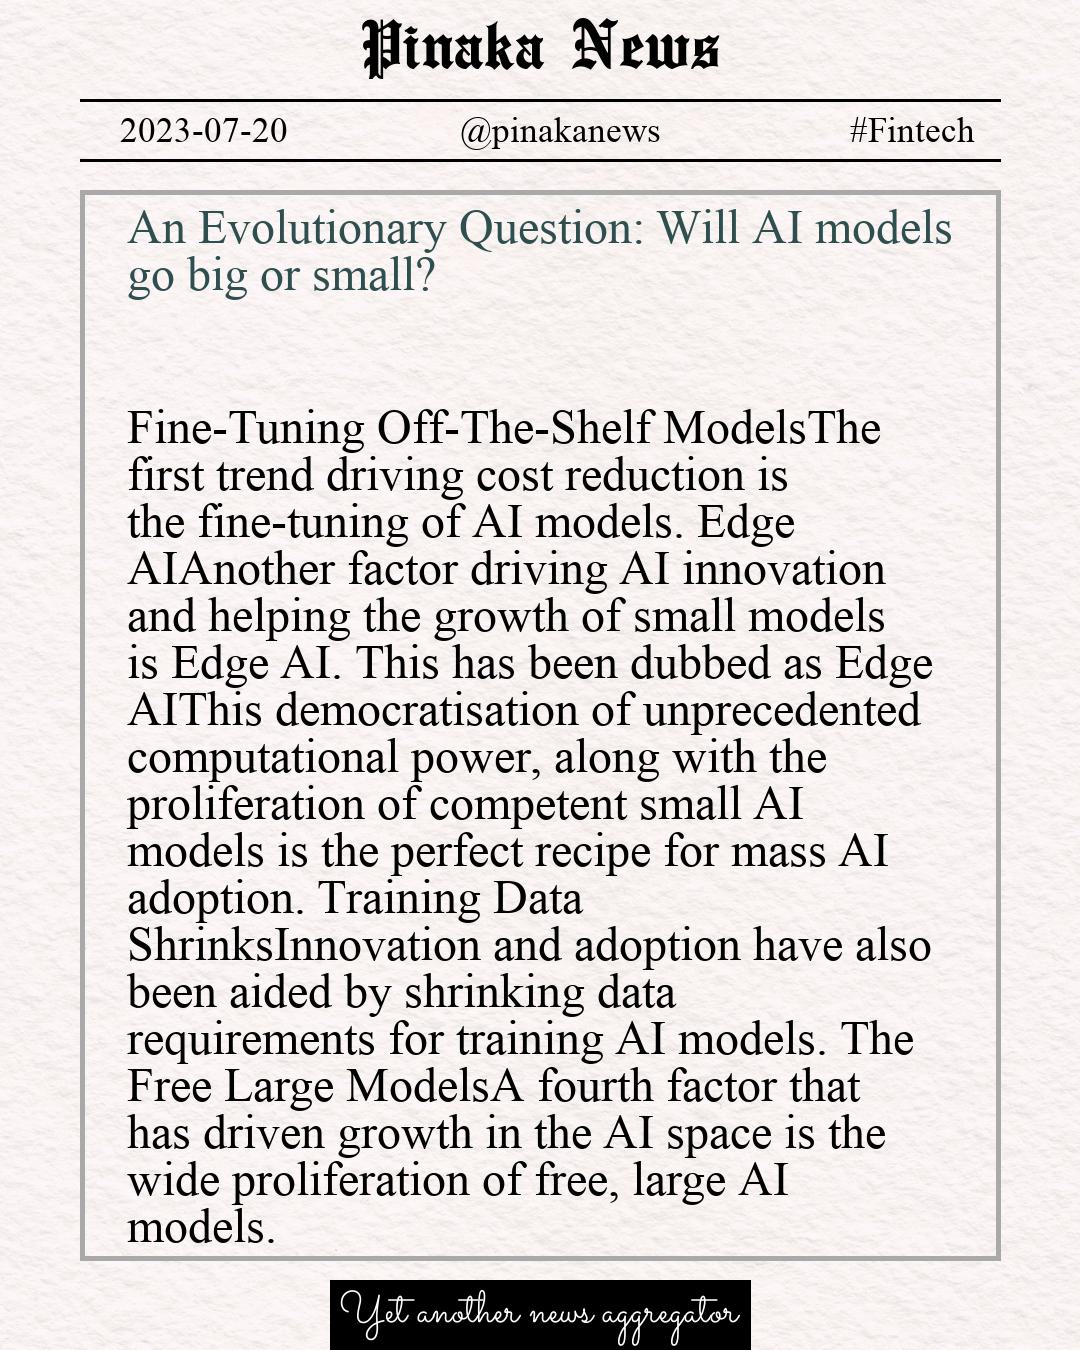 Pinaka News
2023-07-20 @pinakanews #Fintech
An Evolutionary Question: Will AI models
go big or small?
Fine-Tuning Off-The-Shelf ModelsThe
first trend driving cost reduction is
the fine-tuning of AI models. Edge
AIAnother factor driving AI innovation
and helping the growth of small models
is Edge AI. This has been dubbed as Edge
AIThis democratisation of unprecedented
computational power, along with the
proliferation of competent small AI
models is the perfect recipe for mass AI
adoption. Training Data
ShrinksInnovation and adoption have also
been aided by shrinking data
requirements for training AI models. The
Free Large ModelsA fourth factor that
has driven growth in the AI space is the
wide proliferation of free, large AI
models.
Yet another news aggregator